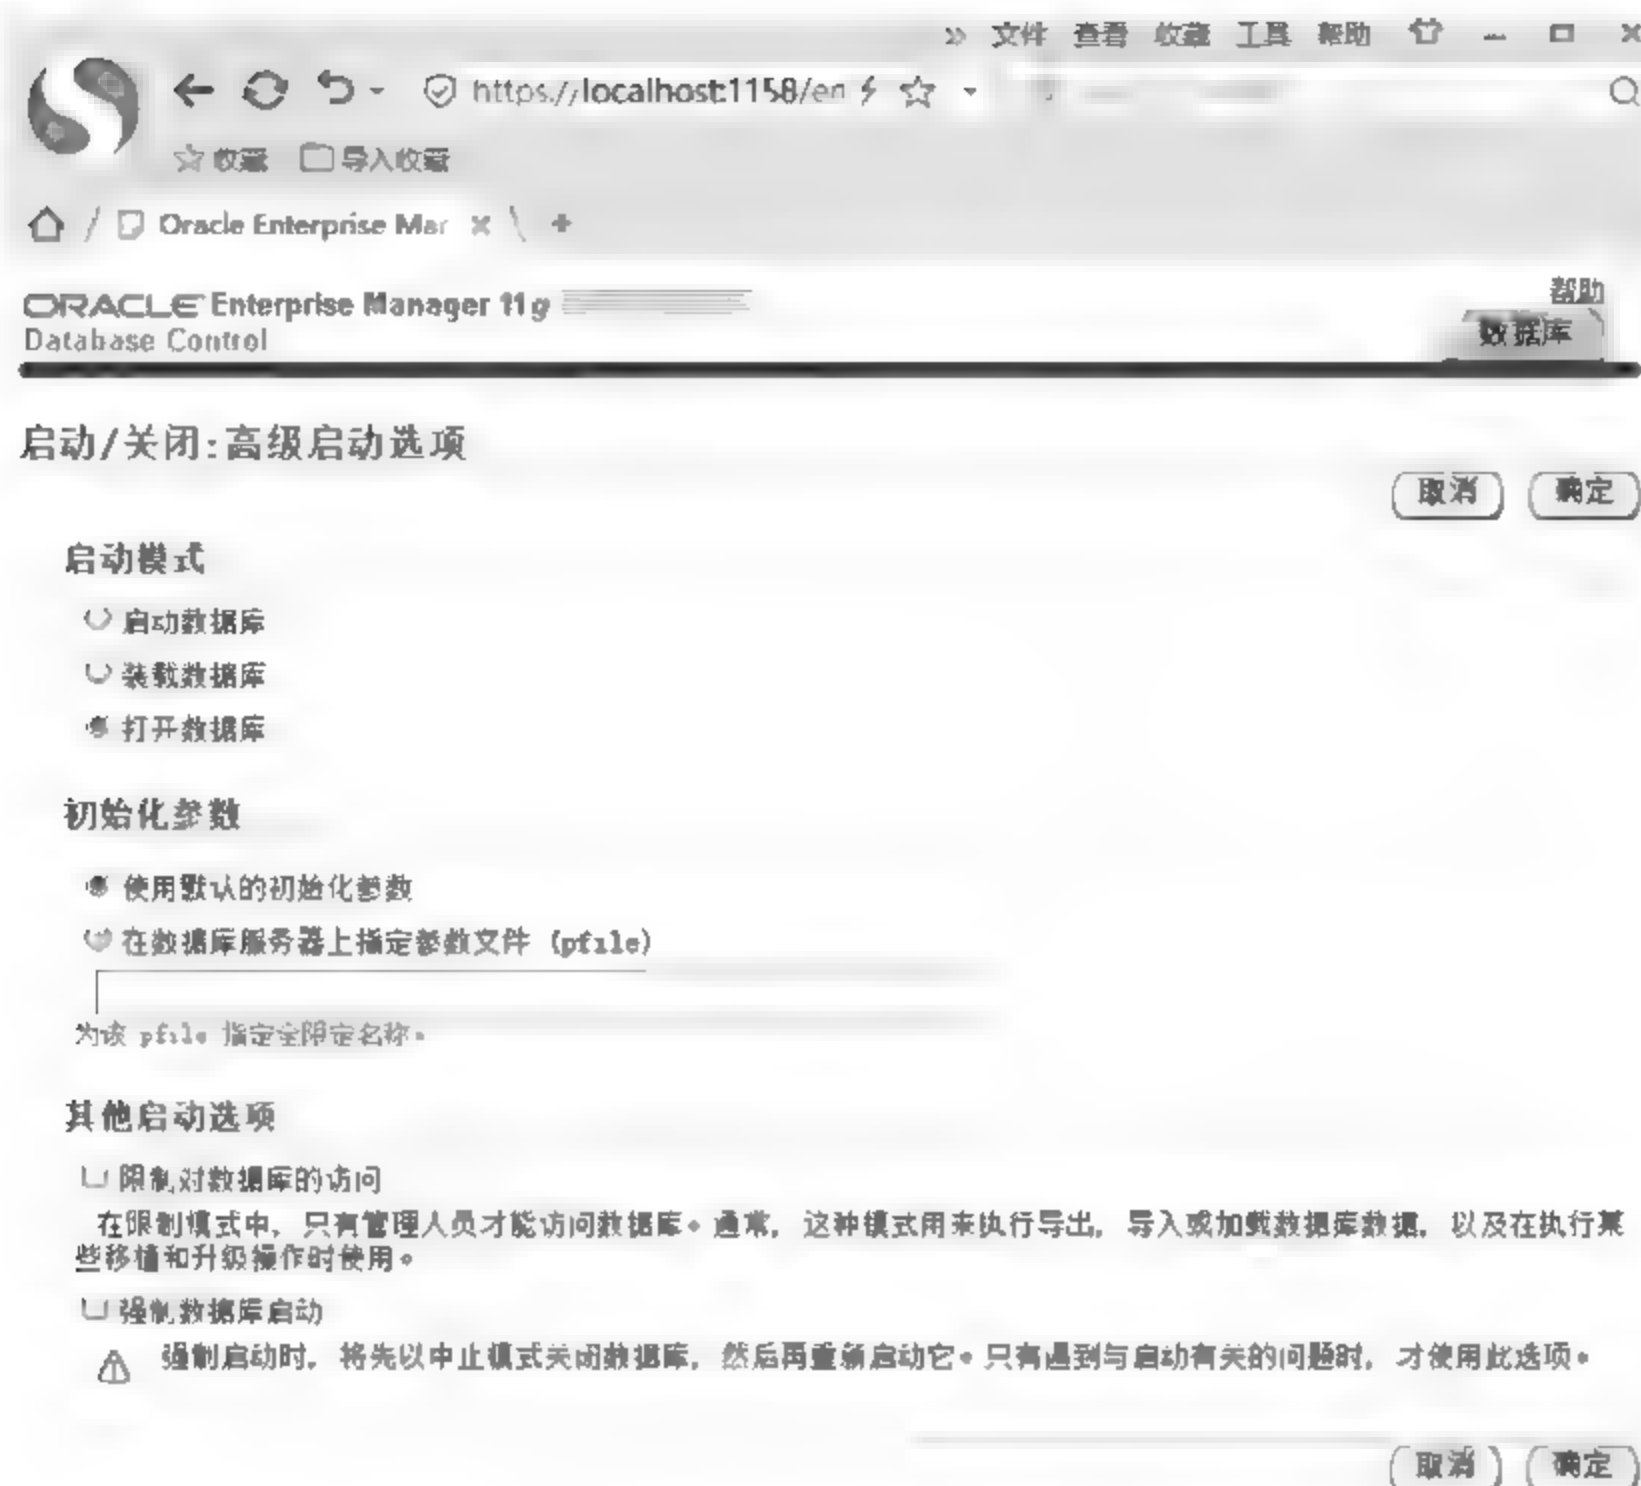 » 文件 查看 收藏 工具 帮助
https://localhost:1158/en
收藏 导入收藏
Oracle Enterprise Mar
ORACLE Enterprise Manager 11g
Database Control
帮助
数据库
启动/关闭:高级启动选项
取消 确定
启动模式
启动数据库
装载数据库
打开数据库
初始化参数
使用默认的初始化参数
在数据库服务器上指定参数文件 (pfile)
为该 pfile 指定全限定名称。
其他启动选项
限制对数据库的访问
在限制模式中, 只有管理人员才能访问数据库。通常, 这种模式用来执行导出, 导入或加载数据库数据, 以及在执行某
些移植和升级操作时使用。
强制数据库启动
强制启动时, 将先以中止模式关闭数据库, 然后再重新启动它。只有遇到与启动有关的问题时, 才使用此选项。
取消 确定